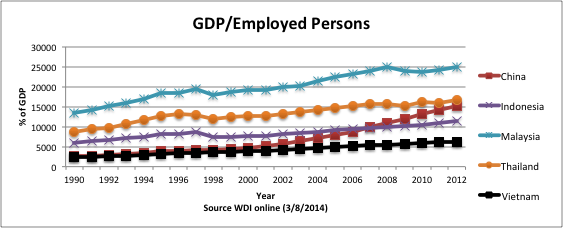 GDP/Employed Persons
30000
25000
20000
15000
10000
5000
0
% of GDP
1990 1992 1994 1996 1998 2000 2002 2004 2006 2008 2010 2012
Year
Source WDI online (3/8/2014)
China
Indonesia
Malaysia
Thailand
Vietnam